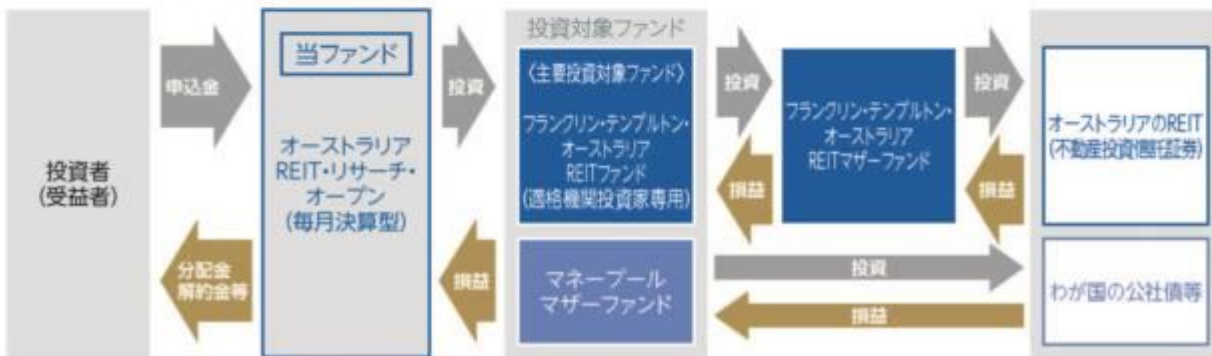 投資者
(受益者)
申込金
分配金
解約金等
当ファンド
オーストラリア
REIT・リサーチ・
オープン
(毎月決算型)
投資
損益
投資対象ファンド
〈主要投資対象ファンド〉
フランクリン・テンプルトン・
オーストラリア
REITファンド
(適格機関投資家専用)
マネープール
マザーファンド
投資
損益
フランクリン・テンプルトン・
オーストラリア
REITマザーファンド
投資
損益
投資
損益
オーストラリアのREIT
(不動産投資信託証券)
わが国の公社債等